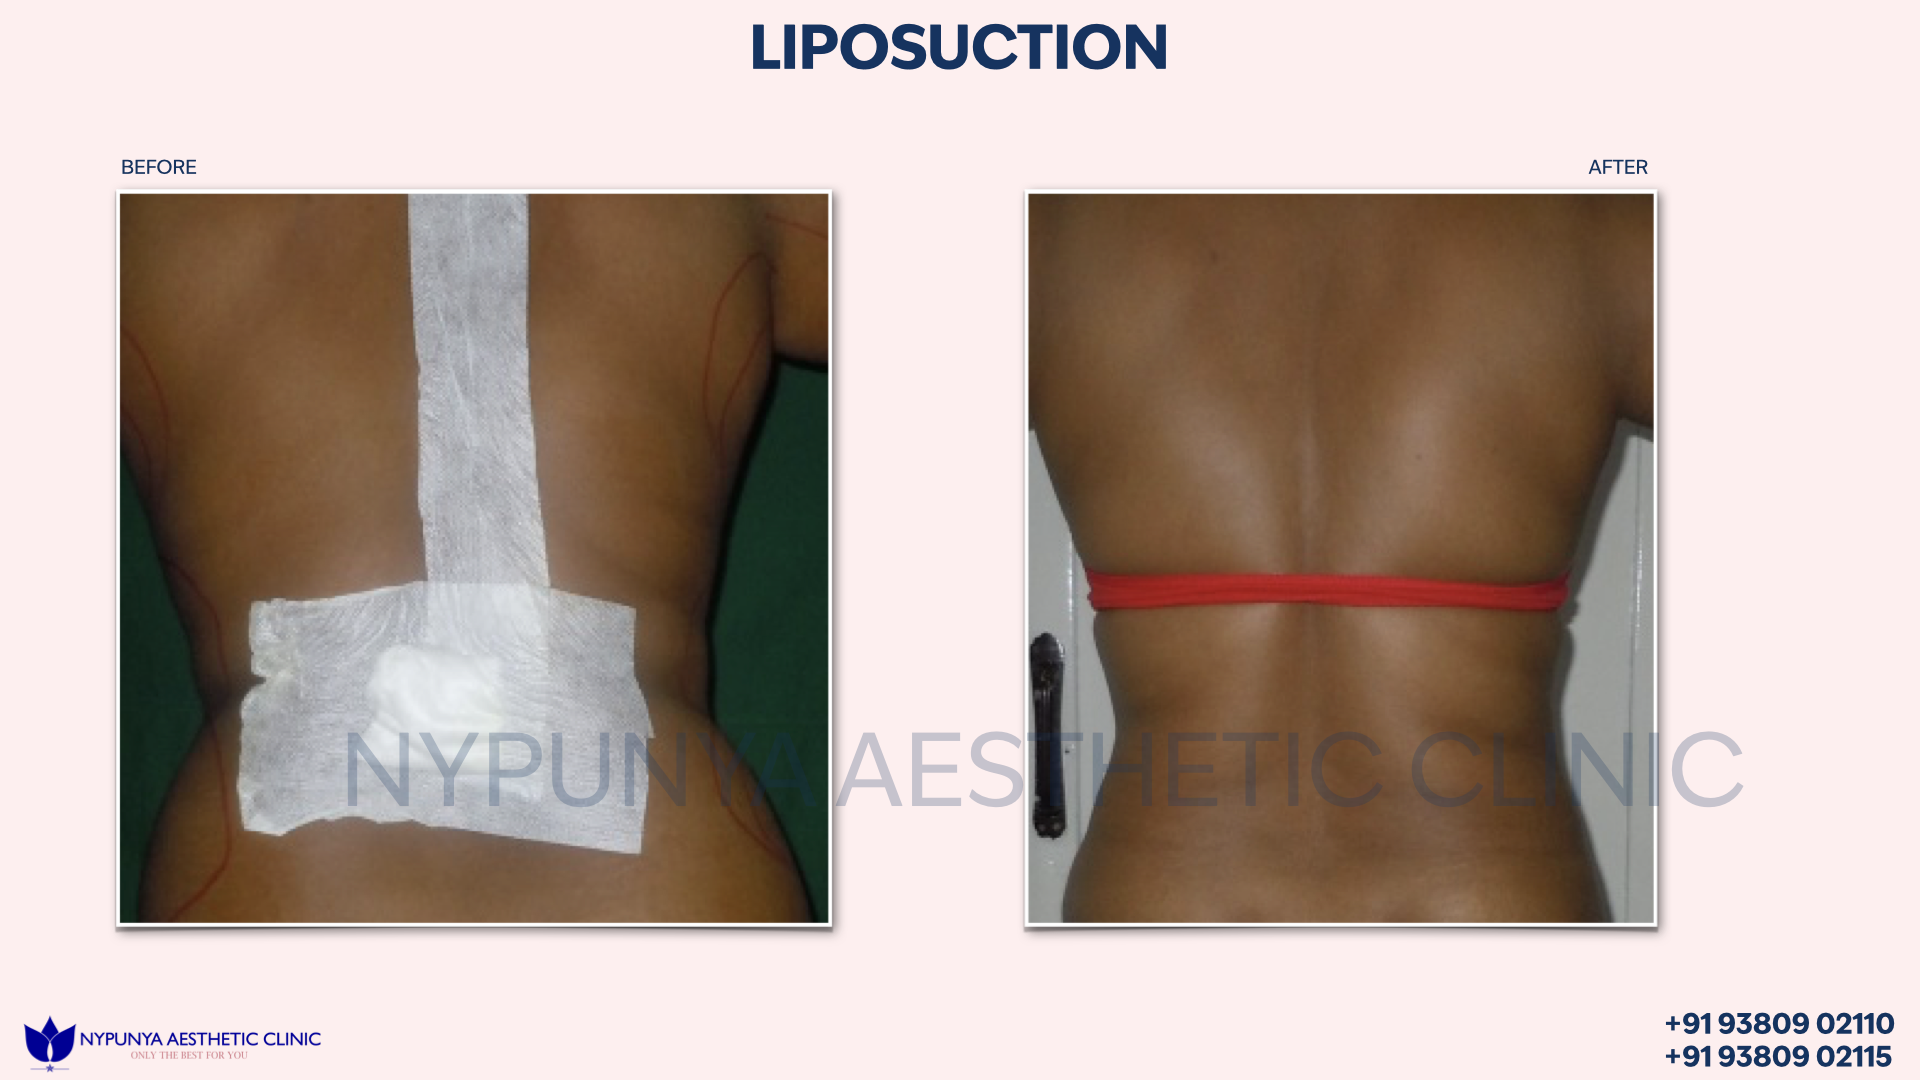 LIPOSUCTION
BEFORE
AFTER
NYPUNYA AESTHETIC CLINIC
NYPUNYA AESTHETIC CLINIC
ONLY THE BEST FOR YOU
+91 93809 02110
+91 93809 02115